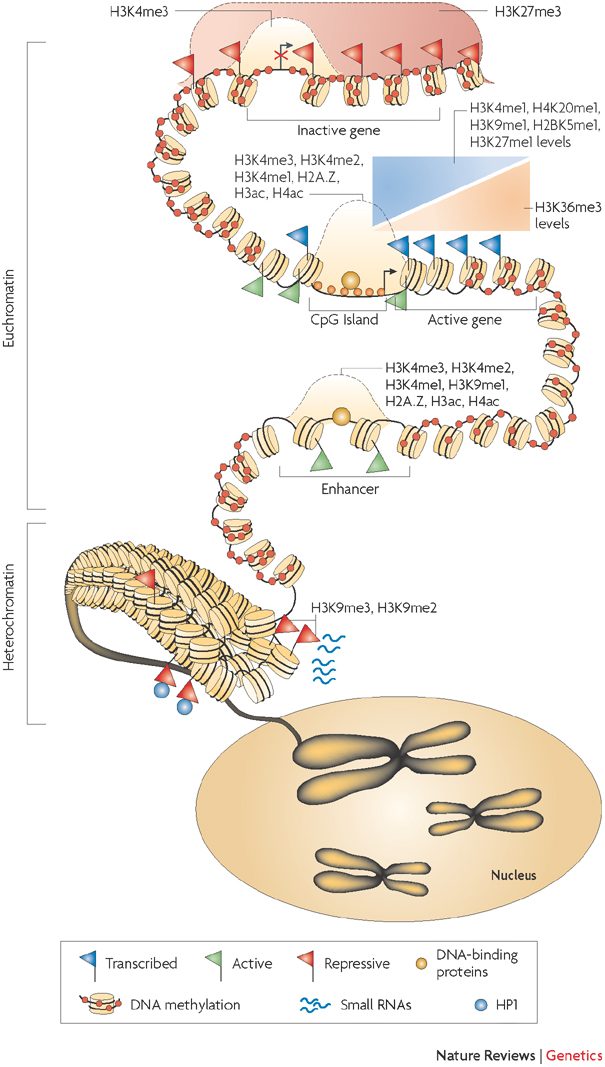 H3K4me3
H3K27me3
Inactive gene
H3K4me1, H4K20me1,
H3K9me1, H2BK5me1,
H3K27me1 levels
H3K4me3, H3K4me2,
H3K4me1, H2A.Z,
H3ac, H4ac
H3K36me3
levels
Euchromatin
CpG Island
Active gene
H3K4me3, H3K4me2,
H3K4me1, H3K9me1,
H2A.Z, H3ac, H4ac
Enhancer
Heterochromatin
H3K9me3, H3K9me2
Nucleus
Transcribed
Active
Repressive
DNA-binding
proteins
DNA methylation
Small RNAs
HP1
Nature Reviews | Genetics